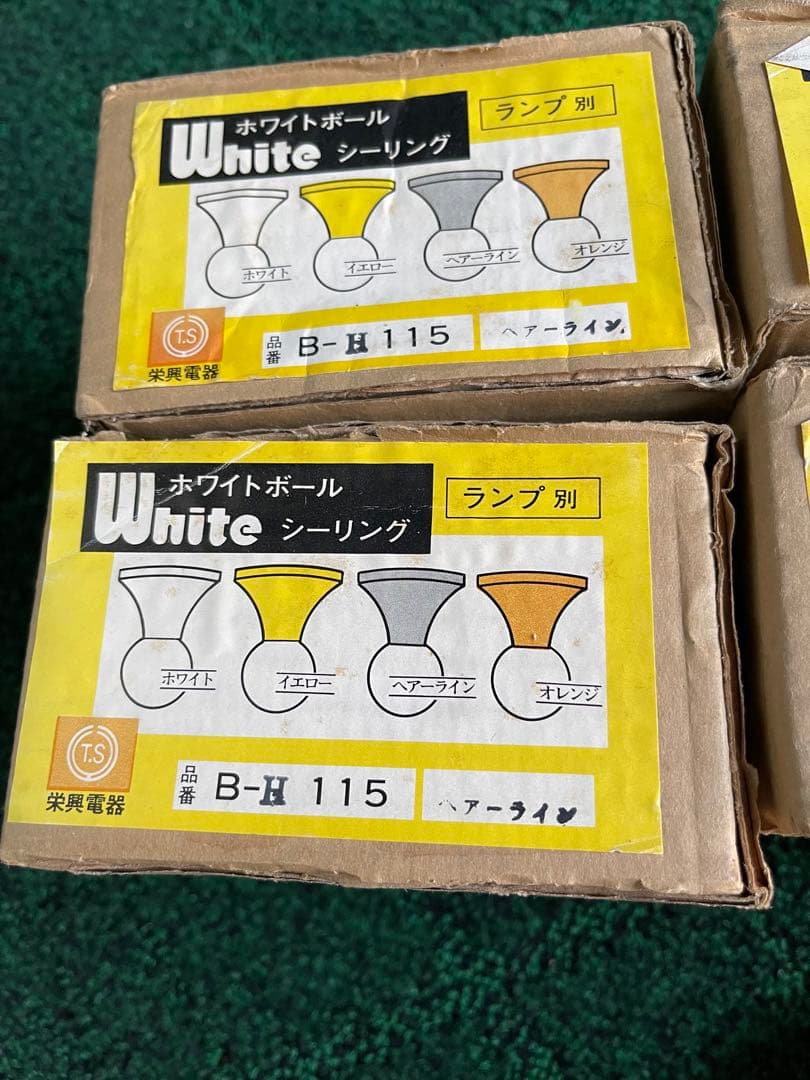 ホワイトボール
White シーリング
ランプ別
ホワイト
イエロー
ヘアーライン
オレンジ
T.S
栄興電器
品番 B-H 115
ヘアーライン
ホワイトボール
White シーリング
ランプ別
ホワイト
イエロー
ヘアーライン
オレンジ
T.S
栄興電器
品番 B-H 115
ヘアーライン